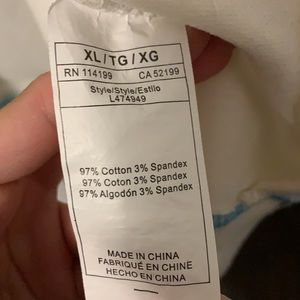 XL/TG/XG
RN 114199 CA 52199
Style/Style/Estilo
L474949
97% Cotton 3% Spandex
97% Coton 3% Spandex
97% Algodón 3% Spandex
MADE IN CHINA
FABRIQUÉ EN CHINE
HECHO EN CHINA